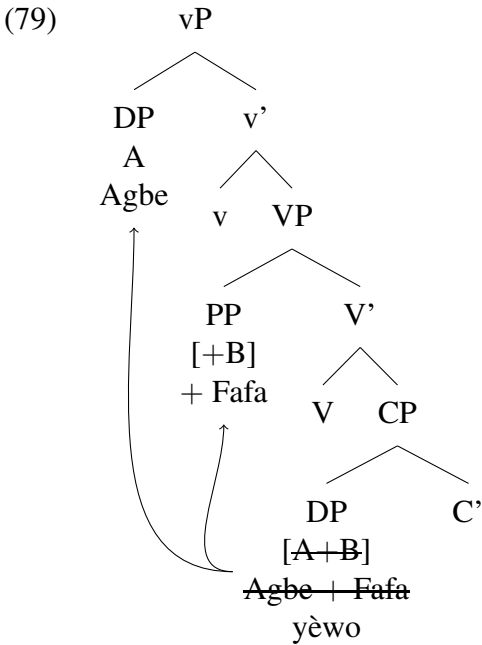 (79) vP
DP v’
A
Agbe
v VP
PP V’
[+B]
+ Fafa
V CP
DP C’
[A+B]
Agbe + Fafa
yèwo